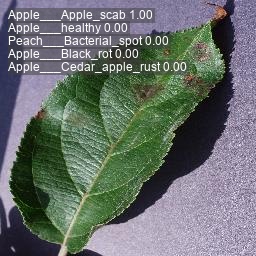 Apple___Apple_scab 1.00
Apple___healthy 0.00
Peach___Bacterial_spot 0.00
Apple___Black_rot 0.00
Apple___Cedar_apple_rust 0.00